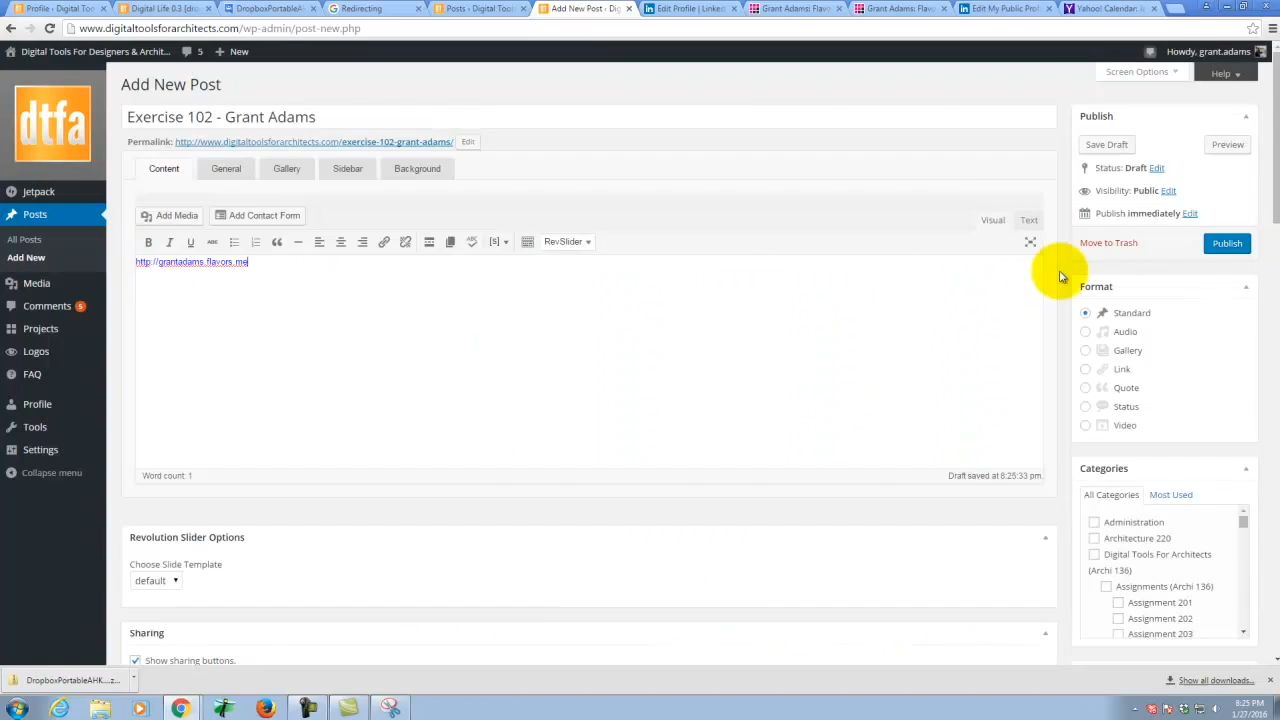 Profile ‹ Digital Too
Digital Life 0.3 [dro
DropboxPortableAH
Redirecting
Posts ‹ Digital Tools
Add New Post ‹ Dig
Edit Profile | Linked
Grant Adams: Flavo
Grant Adams: Flavo
Edit My Public Prof
Yahoo! Calendar: Ja
www.digitaltoolsforarchitects.com/wp-admin/post-new.php
Digital Tools For Designers & Archit...
5
New
Howdy, grant.adams
Screen Options
Help
dtfa
Jetpack
Posts
All Posts
Add New
Media
Comments 5
Projects
Logos
FAQ
Profile
Tools
Settings
Collapse menu
Add New Post
Exercise 102 - Grant Adams
Permalink: http://www.digitaltoolsforarchitects.com/exercise-102-grant-adams/ Edit
Content
General
Gallery
Sidebar
Background
Add Media
Add Contact Form
Visual
Text
B I U ABC
[s]
RevSlider
http://grantadams.flavors.me
Word count: 1
Draft saved at 8:25:33 pm.
Revolution Slider Options
Choose Slide Template
default
Sharing
Show sharing buttons.
Publish
Save Draft
Preview
Status: Draft Edit
Visibility: Public Edit
Publish immediately Edit
Move to Trash
Publish
Format
Standard
Audio
Gallery
Link
Quote
Status
Video
Categories
All Categories
Most Used
Administration
Architecture 220
Digital Tools For Architects
(Archi 136)
Assignments (Archi 136)
Assignment 201
Assignment 202
Assignment 203
DropboxPortableAHK....z...
Show all downloads...
8:25 PM
1/27/2016